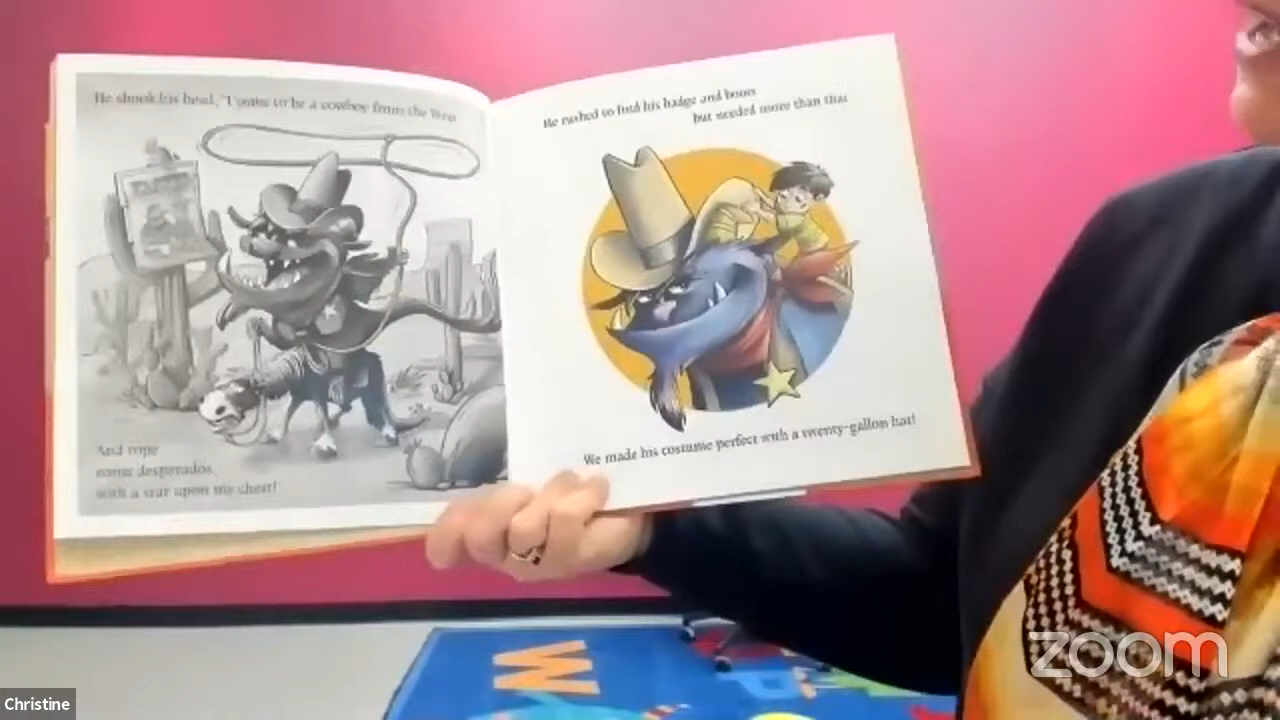 He shook his head, "I want to be a cowboy from the West
And rope
some desperados
with a star upon my chest!
He rushed to find his badge and boots
but needed more than that
We made his costume perfect with a twenty-gallon hat!
W
zoom
Christine